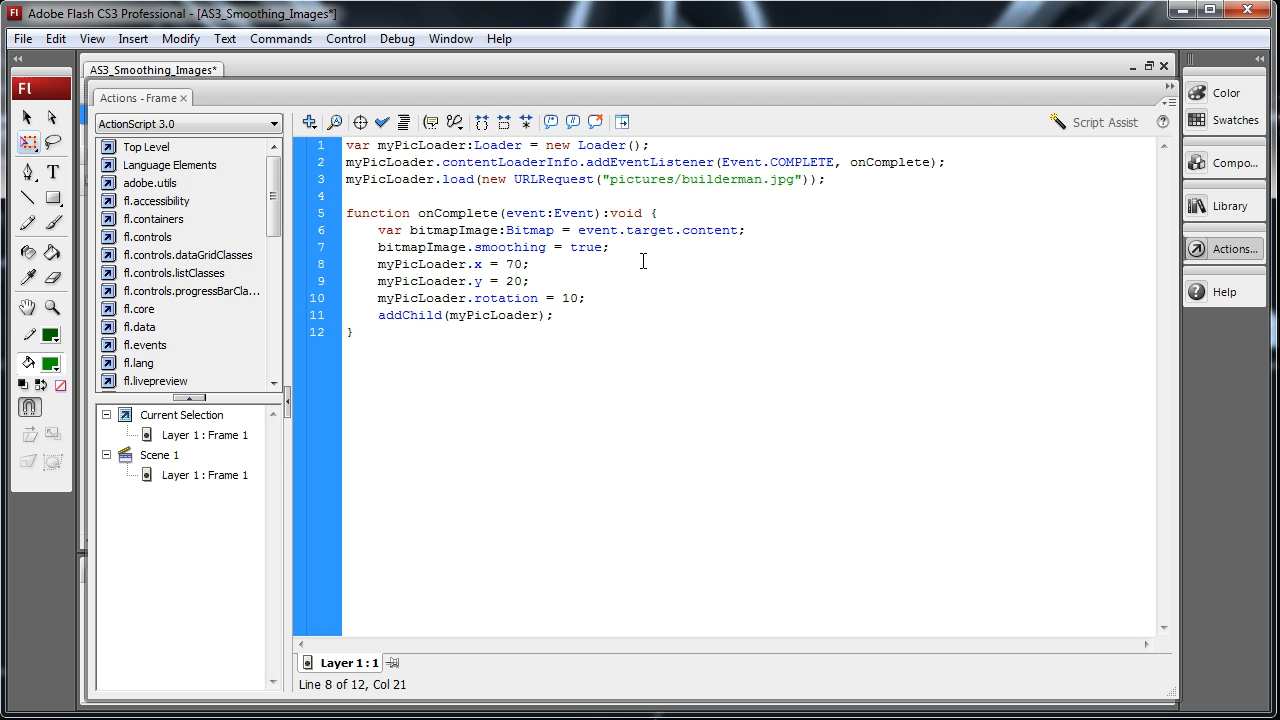 Adobe Flash CS3 Professional - [AS3_Smoothing_Images*]
File Edit View Insert Modify Text Commands Control Debug Window Help
AS3_Smoothing_Images*
Fl
Actions - Frame
ActionScript 3.0
Script Assist
Top Level
Language Elements
adobe.utils
fl.accessibility
fl.containers
fl.controls
fl.controls.dataGridClasses
fl.controls.listClasses
fl.controls.progressBarCla...
fl.core
fl.data
fl.events
fl.lang
fl.livepreview
Current Selection
Layer 1 : Frame 1
Scene 1
Layer 1 : Frame 1
1 var myPicLoader:Loader = new Loader();
2 myPicLoader.contentLoaderInfo.addEventListener(Event.COMPLETE, onComplete);
3 myPicLoader.load(new URLRequest("pictures/builderman.jpg"));
4
5 function onComplete(event:Event):void {
6 var bitmapImage:Bitmap = event.target.content;
7 bitmapImage.smoothing = true;
8 myPicLoader.x = 70;
9 myPicLoader.y = 20;
10 myPicLoader.rotation = 10;
11 addChild(myPicLoader);
12 }
Layer 1 : 1
Line 8 of 12, Col 21
Color
Swatches
Compo...
Library
Actions...
Help